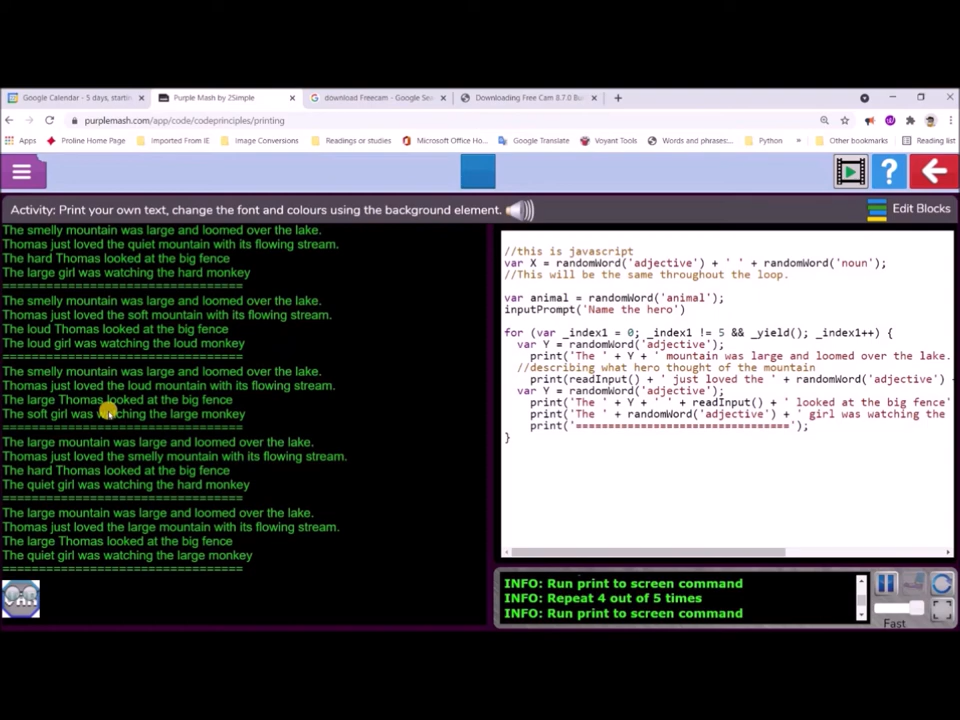 Google Calendar - 5 days, startin
Purple Mash by 2Simple
download Freecam - Google Sea
Downloading Free Cam 8.7.0 Bui
purplemash.com/app/code/codeprinciples/printing
Apps
Proline Home Page
Imported From IE
Image Conversions
Readings or studies
Microsoft Office Ho...
Google Translate
Voyant Tools
Words and phrases:...
Python
Other bookmarks
Reading list
Activity: Print your own text, change the font and colours using the background element.
Edit Blocks
The smelly mountain was large and loomed over the lake.
Thomas just loved the quiet mountain with its flowing stream.
The hard Thomas looked at the big fence
The large girl was watching the hard monkey
==================================
The smelly mountain was large and loomed over the lake.
Thomas just loved the soft mountain with its flowing stream.
The loud Thomas looked at the big fence
The loud girl was watching the loud monkey
==================================
The smelly mountain was large and loomed over the lake.
Thomas just loved the loud mountain with its flowing stream.
The large Thomas looked at the big fence
The soft girl was watching the large monkey
==================================
The large mountain was large and loomed over the lake.
Thomas just loved the smelly mountain with its flowing stream.
The hard Thomas looked at the big fence
The quiet girl was watching the hard monkey
==================================
The large mountain was large and loomed over the lake.
Thomas just loved the large mountain with its flowing stream.
The large Thomas looked at the big fence
The quiet girl was watching the large monkey
==================================
//this is javascript
var X = randomWord('adjective') + ' ' + randomWord('noun');
//This will be the same throughout the loop.
var animal = randomWord('animal');
inputPrompt('Name the hero')
for (var _index1 = 0; _index1 != 5 && _yield(); _index1++) {
var Y = randomWord('adjective');
print('The ' + Y + ' mountain was large and loomed over the lake.
//describing what hero thought of the mountain
print(readInput() + ' just loved the ' + randomWord('adjective') +
var Y = randomWord('adjective');
print('The ' + Y + ' ' + readInput() + ' looked at the big fence'
print('The ' + randomWord('adjective') + ' girl was watching the
print('==================================');
}
INFO: Run print to screen command
INFO: Repeat 4 out of 5 times
INFO: Run print to screen command
Fast